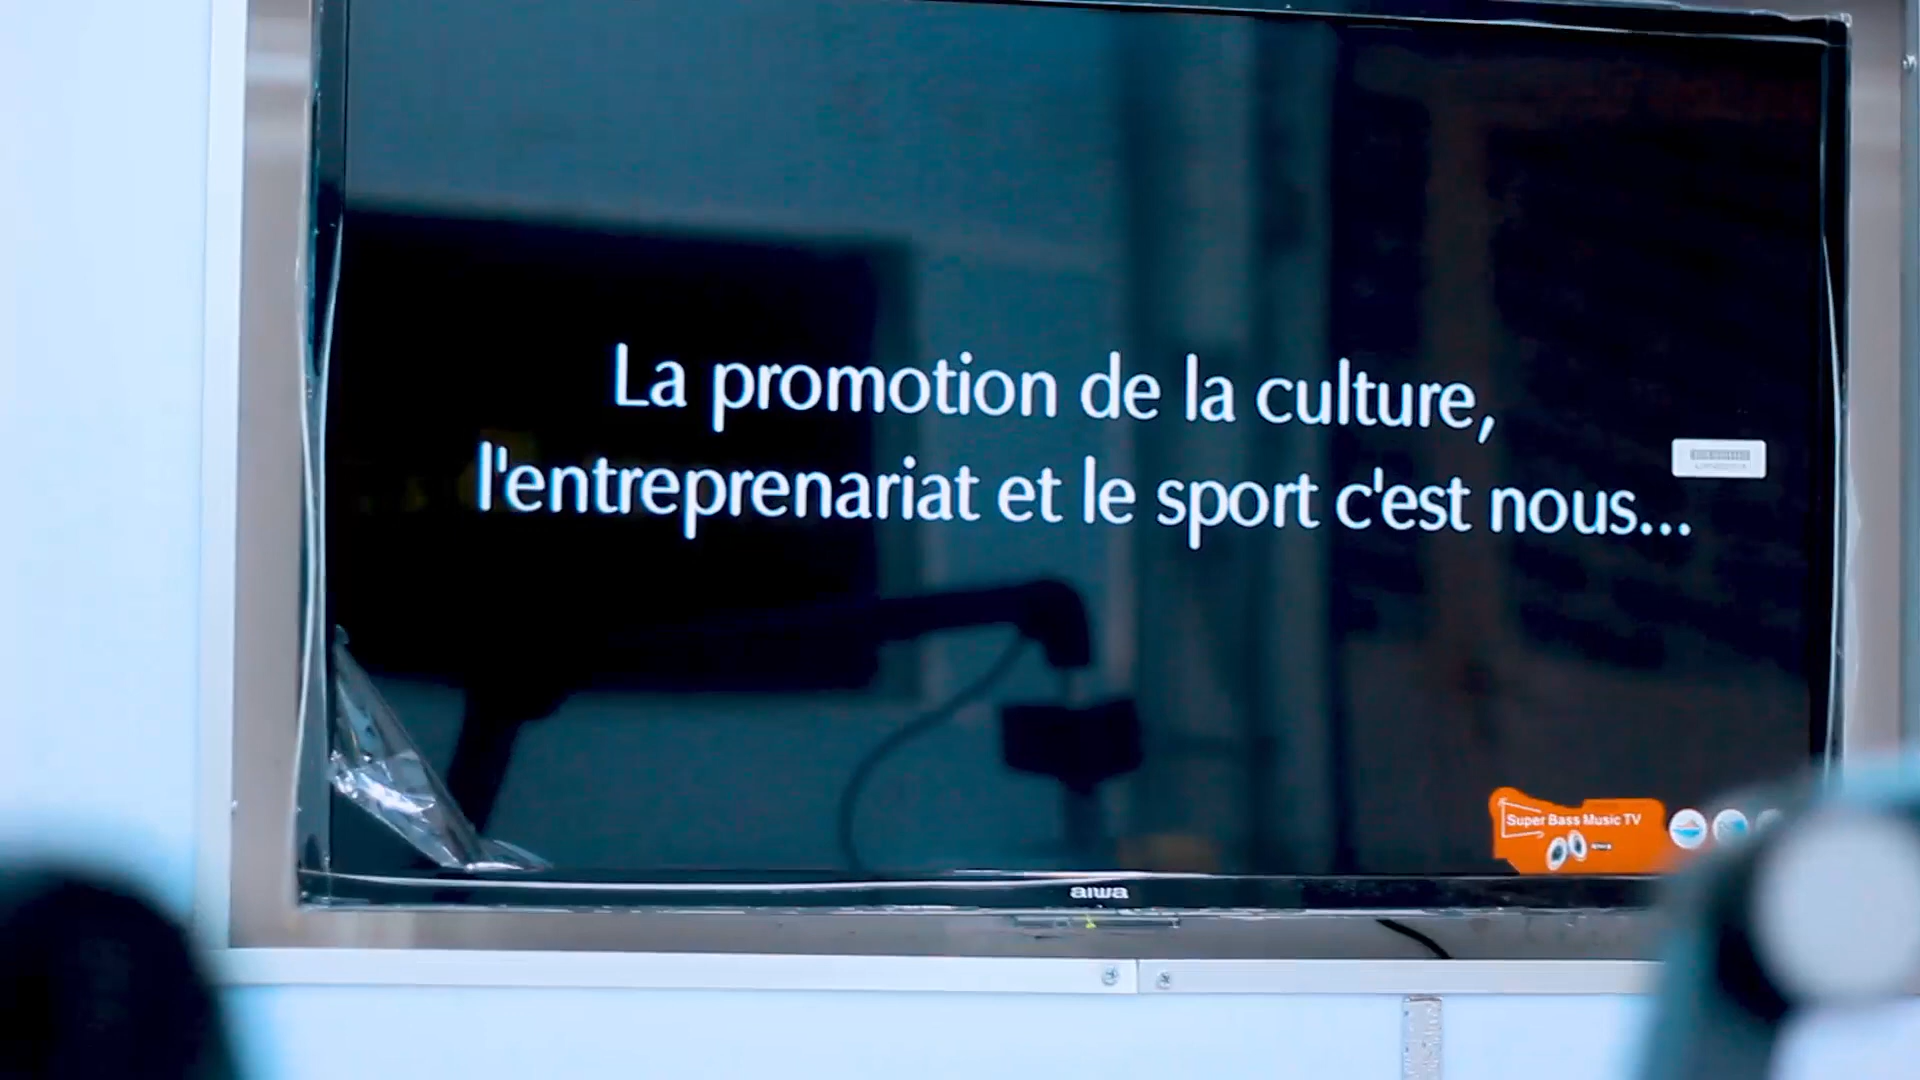 La promotion de la culture,
l'entreprenariat et le sport c'est nous...
Super Bass Music TV
aiwa